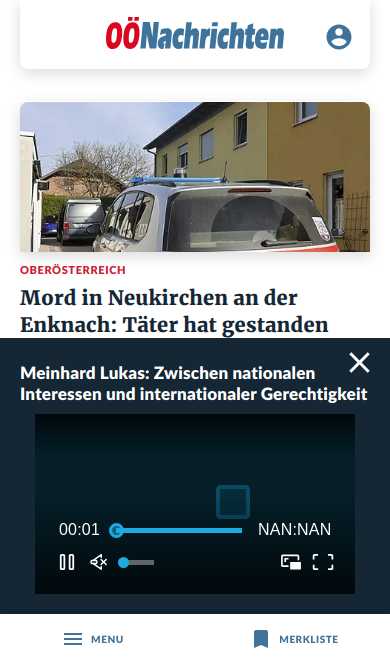 OÖNachrichten
OBERÖSTERREICH
Mord in Neukirchen an der
Enknach: Täter hat gestanden
Meinhard Lukas: Zwischen nationalen
Interessen und internationaler Gerechtigkeit
00:01 NAN:NAN
MENU MERKLISTE